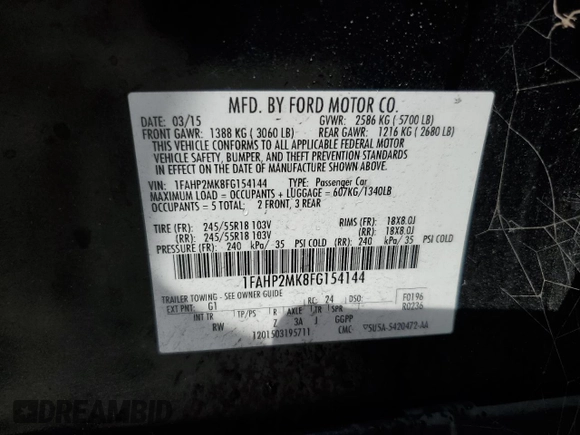 MFD. BY FORD MOTOR CO.
DATE: 03/15 GVWR: 2586 KG ( 5700 LB)
FRONT GAWR: 1388 KG ( 3060 LB) REAR GAWR: 1216 KG ( 2680 LB)
THIS VEHICLE CONFORMS TO ALL APPLICABLE FEDERAL MOTOR
VEHICLE SAFETY, BUMPER, AND THEFT PREVENTION STANDARDS IN
EFFECT ON THE DATE OF MANUFACTURE SHOWN ABOVE.
VIN: 1FAHP2MK8FG154144 TYPE: Passenger Car
MAXIMUM LOAD = OCCUPANTS + LUGGAGE = 607KG/1340LB
OCCUPANTS = 5 TOTAL; 2 FRONT, 3 REAR
TIRE (FR): 245/55R18 103V RIMS (FR): 18X8.0J
(RR): 245/55R18 103V (RR): 18X8.0J
PRESSURE (FR): 240 kPa/ 35 PSI COLD (RR): 240 kPa/ 35 PSI COLD
1FAHP2MK8FG154144
TRAILER TOWING - SEE OWNER GUIDE
EXT PNT: G1 RC: 24 DSO: F0196
R0236
INT TR TP/PS R AXLE TR SPR
RW Z 3A J GGPP
1201503195711 CMC: 5U5A-5420472-AA
DREAMBID